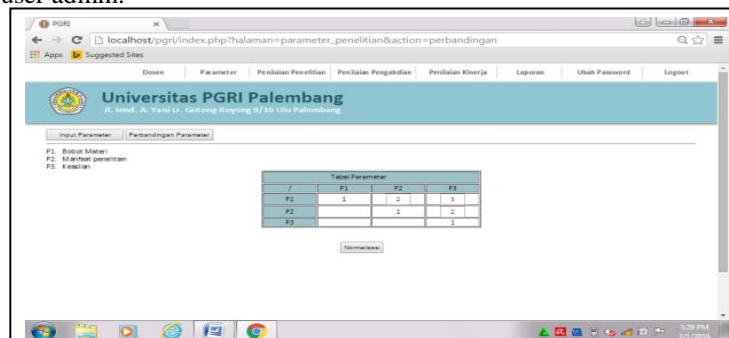 user admin.
PGRI
localhost/pgri/index.php?halaman=parameter_penelitian&action=perbandingan
Apps Suggested Sites
Dosen Parameter Penilaian Penelitian Penilaian Pengabdian Penilaian Kinerja Laporan Ubah Password Logout
Universitas PGRI Palembang
Jl. Jend. A. Yani Lr. Gotong Royong 9/10 Ulu Palembang
Input Parameter Perbandingan Parameter
P1. Bobot Materi
P2. Manfaat penelitian
P3. Keaslian
Tabel Parameter
/ P1 P2 P3
P1 1 2 3
P2 1 2
P3 1
Normalisasi
3:29 PM
2/1/2016